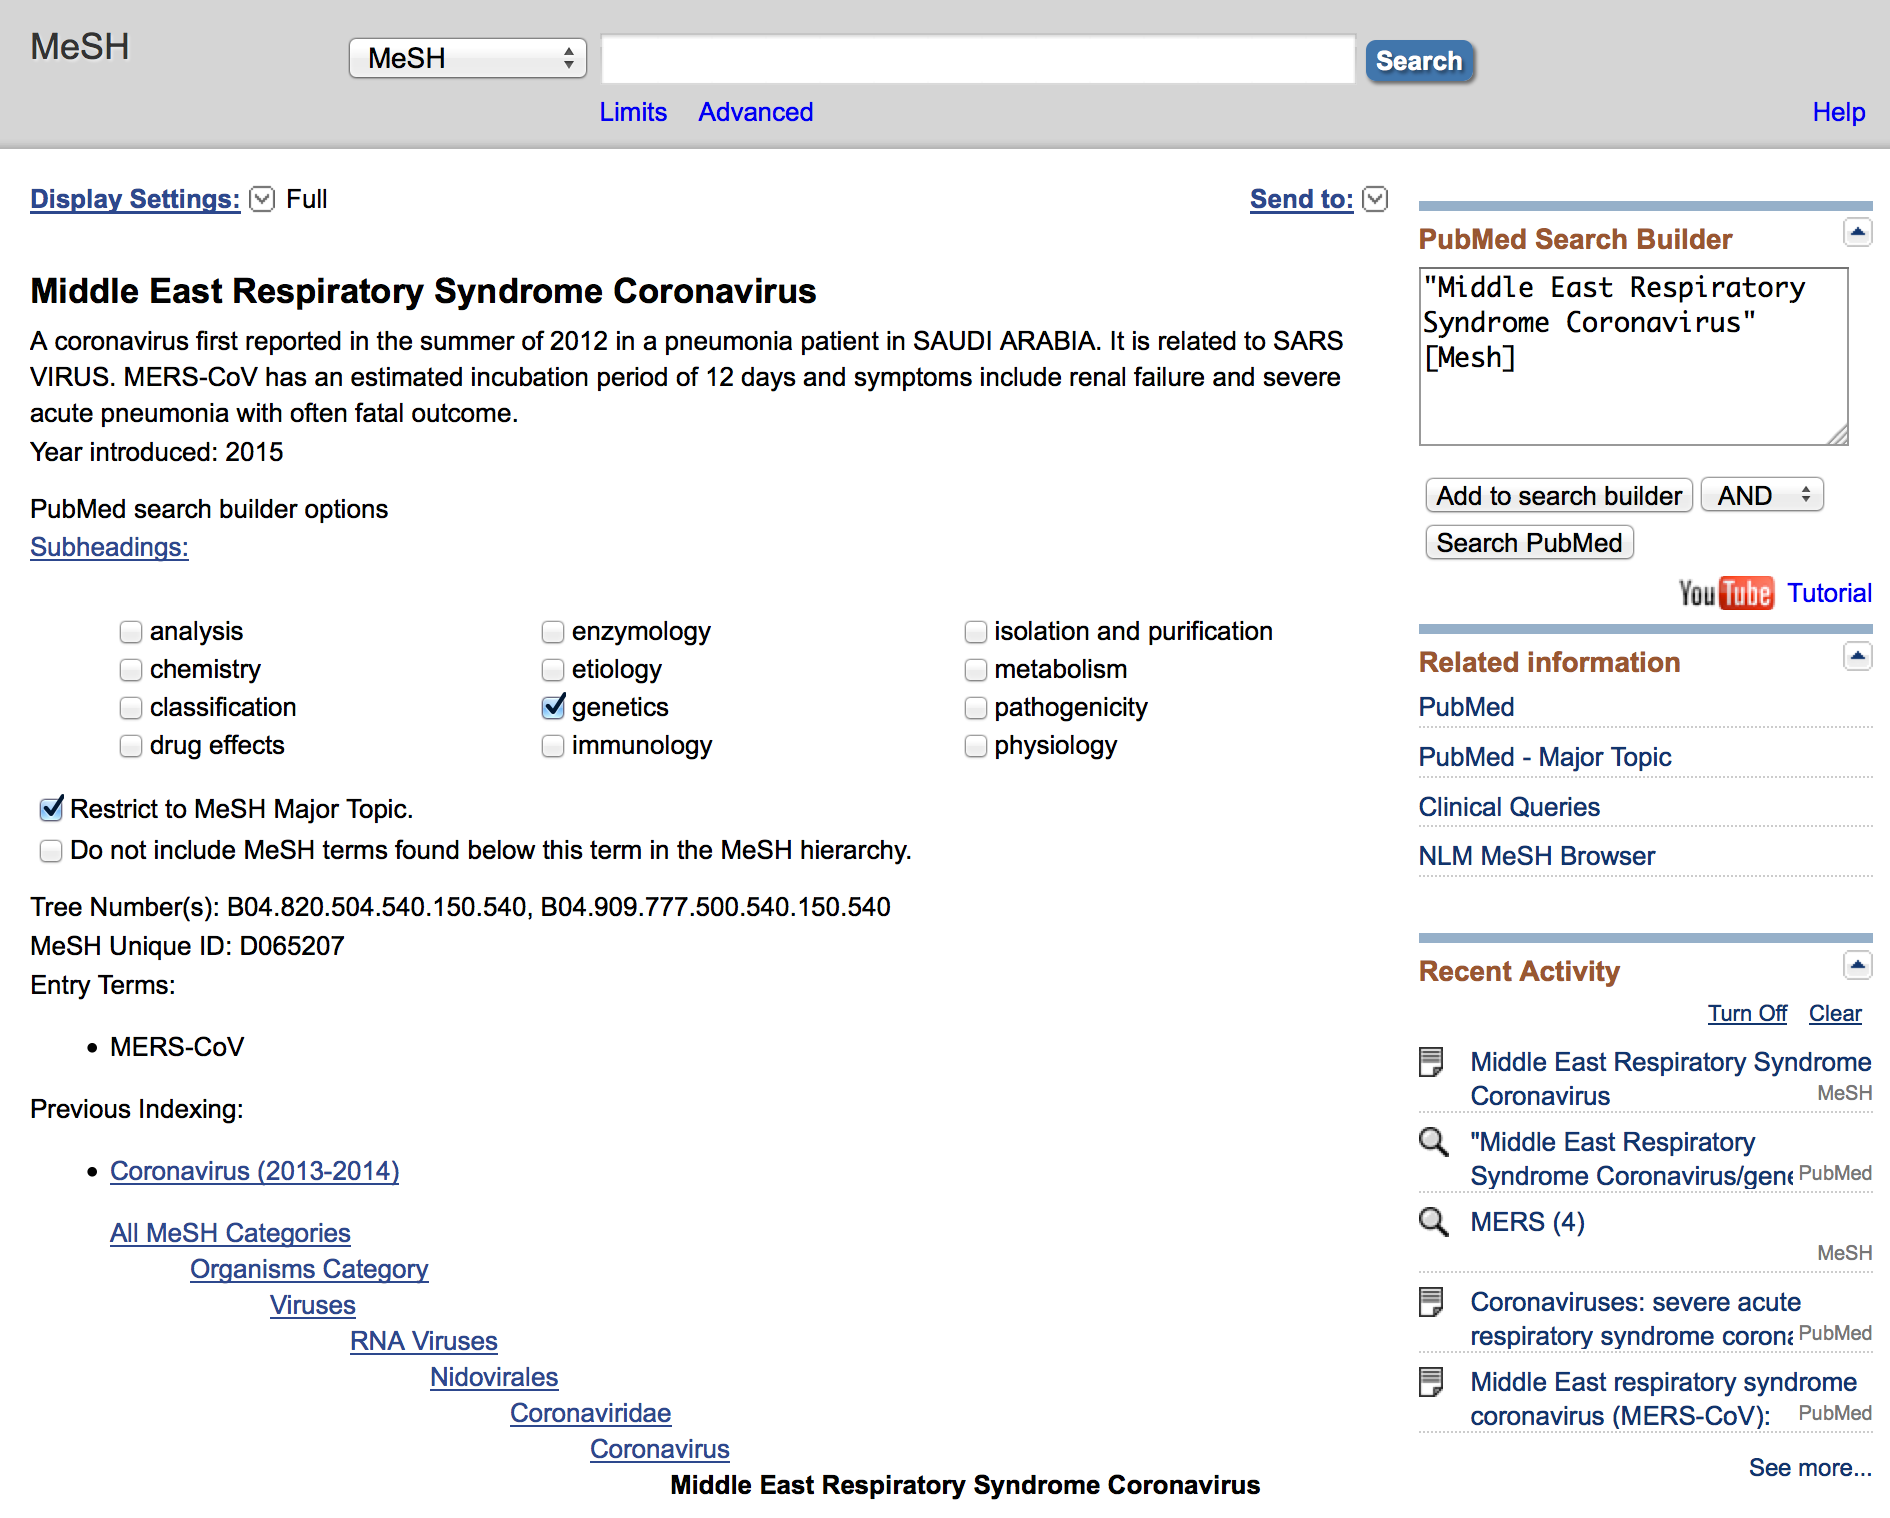 MeSH
MeSH
Search
Limits Advanced
Help
Display Settings: Full
Send to:
Middle East Respiratory Syndrome Coronavirus
A coronavirus first reported in the summer of 2012 in a pneumonia patient in SAUDI ARABIA. It is related to SARS
VIRUS. MERS-CoV has an estimated incubation period of 12 days and symptoms include renal failure and severe
acute pneumonia with often fatal outcome.
Year introduced: 2015
PubMed search builder options
Subheadings:
analysis
chemistry
classification
drug effects
enzymology
etiology
genetics
immunology
isolation and purification
metabolism
pathogenicity
physiology
Restrict to MeSH Major Topic.
Do not include MeSH terms found below this term in the MeSH hierarchy.
Tree Number(s): B04.820.504.540.150.540, B04.909.777.500.540.150.540
MeSH Unique ID: D065207
Entry Terms:
MERS-CoV
Previous Indexing:
Coronavirus (2013-2014)
All MeSH Categories
Organisms Category
Viruses
RNA Viruses
Nidovirales
Coronaviridae
Coronavirus
Middle East Respiratory Syndrome Coronavirus
PubMed Search Builder
"Middle East Respiratory
Syndrome Coronavirus"
[Mesh]
Add to search builder AND
Search PubMed
YouTube Tutorial
Related information
PubMed
PubMed - Major Topic
Clinical Queries
NLM MeSH Browser
Recent Activity
Turn Off Clear
Middle East Respiratory Syndrome
Coronavirus MeSH
"Middle East Respiratory
Syndrome Coronavirus/gene PubMed
MERS (4)
MeSH
Coronaviruses: severe acute
respiratory syndrome corona PubMed
Middle East respiratory syndrome
coronavirus (MERS-CoV): PubMed
See more...